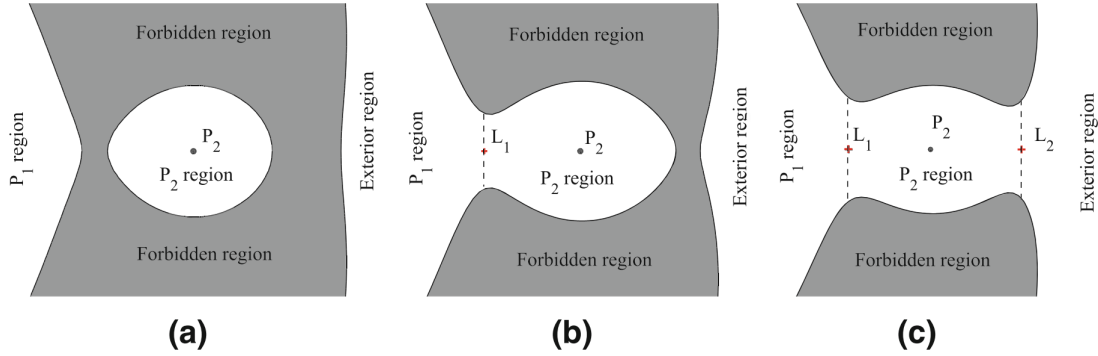 Forbidden region
P2
P2 region
Forbidden region
P1 region
Exterior region
(a)
Forbidden region
L1
P2
P2 region
Forbidden region
P1 region
Exterior region
(b)
Forbidden region
L1
P2
L2
P2 region
Forbidden region
P1 region
Exterior region
(c)